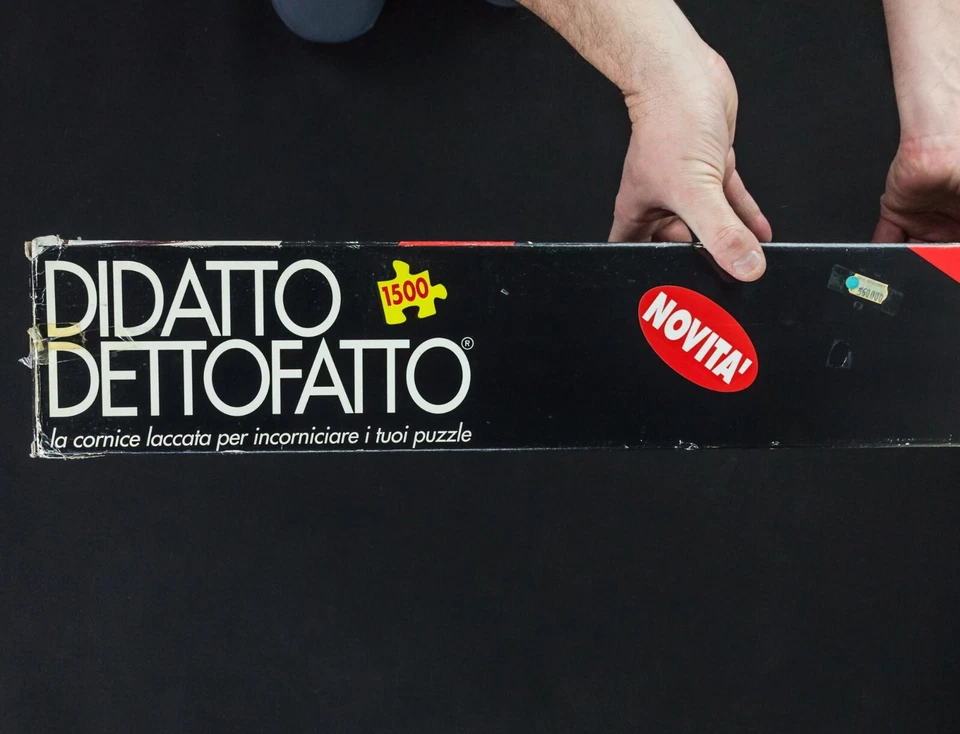 DIDATTO
DETTOFATTO®
la cornice laccata per incorniciare i tuoi puzzle
1500
NOVITA'